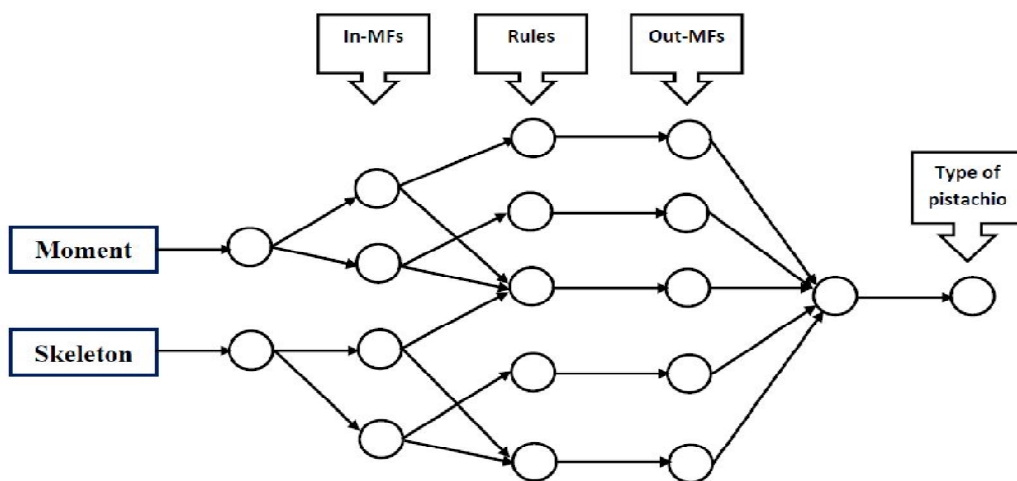 In-MFs
Rules
Out-MFs
Type of
pistachio
Moment
Skeleton